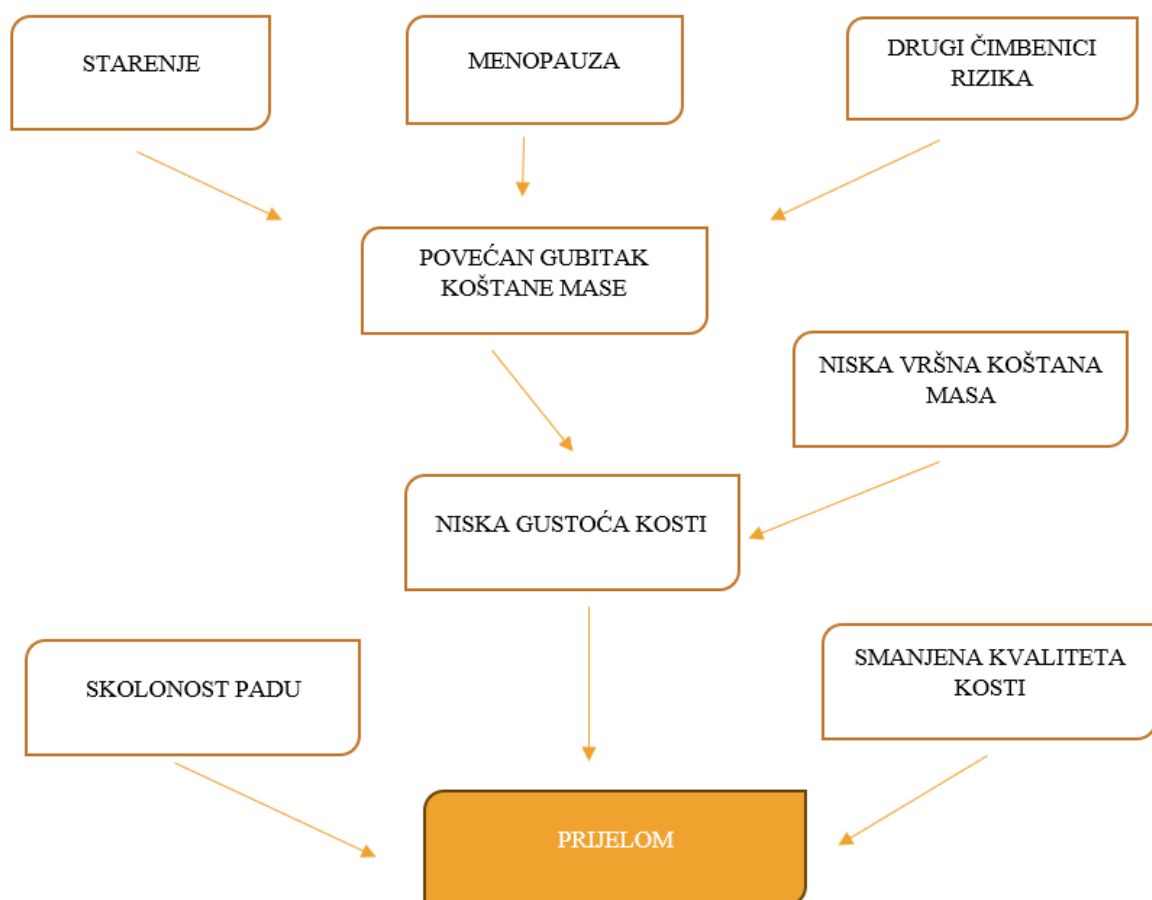 STARENJE
MENOPAUZA
DRUGI ČIMBENICI
RIZIKA
POVEĆAN GUBITAK
KOŠTANE MASE
NISKA VRŠNA KOŠTANA
MASA
NISKA GUSTOĆA KOSTI
SKOLONOST PADU
SMANJENA KVALITETA
KOSTI
PRIJELOM